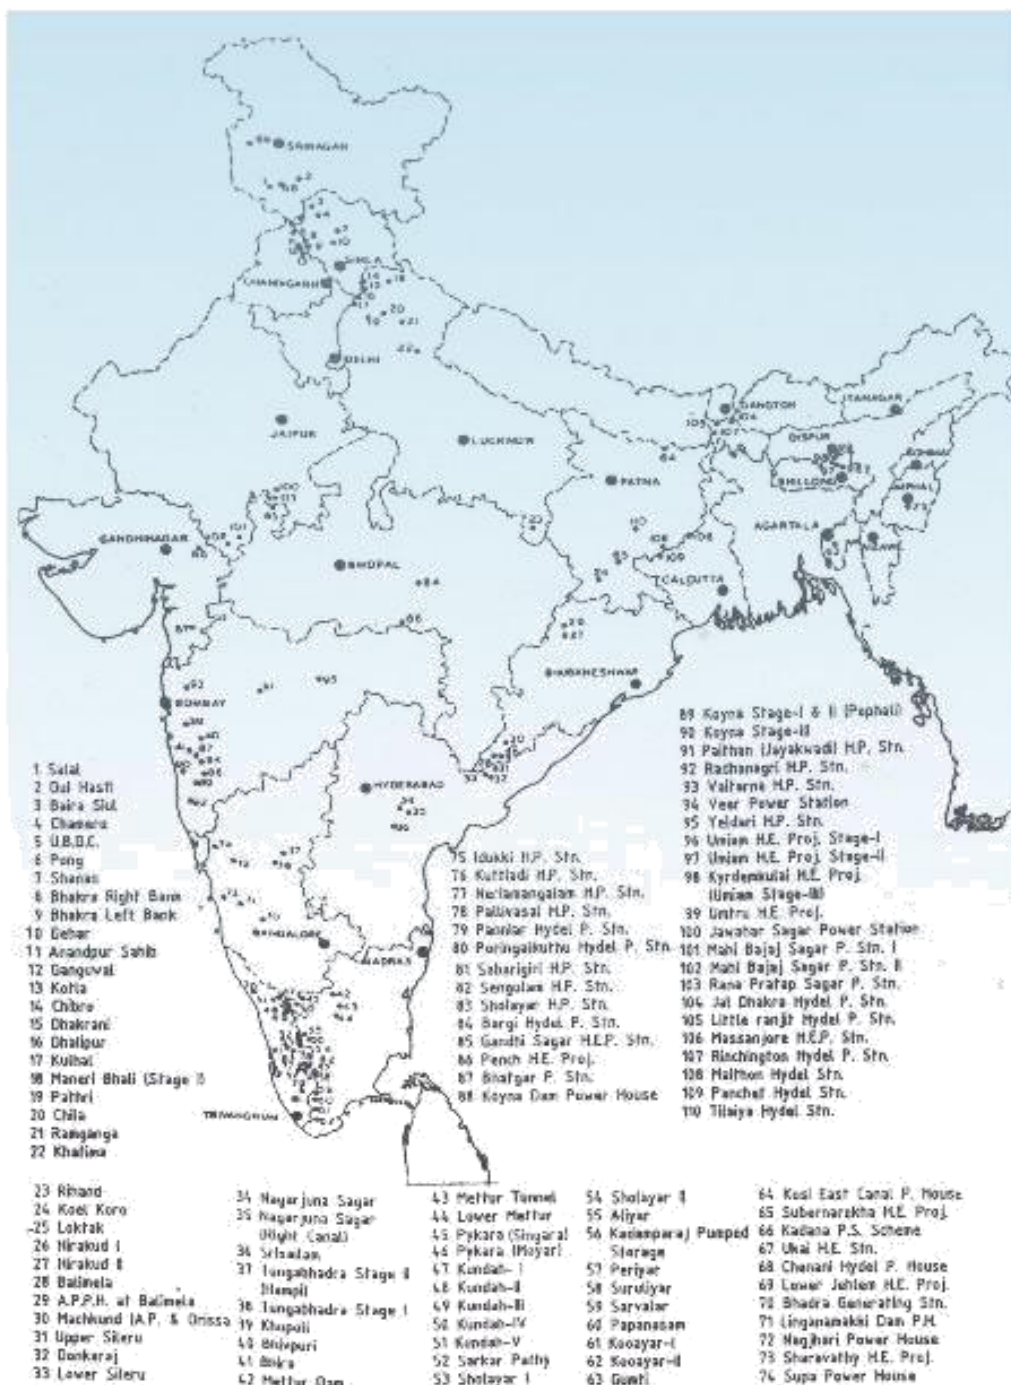 SRINAGAR
SIMLA
CHANDIGARH
DELHI
JAIPUR
LUCKNOW
GANGTOK
ITANAGAR
DISPUR
KOHIMA
SHILLONG
IMPHAL
PATNA
AGARTALA
GANDHINAGAR
BHOPAL
CALCUTTA
BHUBANESHWAR
BOMBAY
HYDERABAD
BANGALORE
MADRAS
TRIVANDRUM
1 Salal
2 Dul Hasti
3 Baira Siul
4 Chamera
5 U.B.D.C.
6 Pong
7 Shanan
8 Bhakra Right Bank
9 Bhakra Left Bank
10 Dehar
11 Anandpur Sahib
12 Ganguwal
13 Kotla
14 Chibro
15 Dhakrani
16 Dhalipur
17 Kulhal
18 Maneri Bhali (Stage I)
19 Pathri
20 Chila
21 Ramganga
22 Khatima
23 Rihand
24 Koel Koro
25 Loktak
26 Hirakud I
27 Hirakud II
28 Balimela
29 A.P.P.H. at Balimela
30 Machkund (A.P. & Orissa
31 Upper Sileru
32 Donkaraj
33 Lower Sileru
34 Nagarjuna Sagar
35 Nagarjuna Sagar
(Right Canal)
36 Srisailam
37 Tungabhadra Stage II
(Hampi)
38 Tungabhadra Stage I
39 Khopoli
40 Bhivpuri
41 Bhira
42 Mettur Dam
43 Mettur Tunnel
44 Lower Mettur
45 Pykara (Singara)
46 Pykara (Moyar)
47 Kundah-I
48 Kundah-II
49 Kundah-III
50 Kundah-IV
51 Kundah-V
52 Sarkar Pathy
53 Sholayar I
54 Sholayar II
55 Aliyar
56 Kadamparai Pumped
Storage
57 Periyar
58 Suruliyar
59 Sarvalar
60 Papanasam
61 Kodayar-I
62 Kodayar-II
63 Gumti
64 Kosi East Canal P. House
65 Subernarekha H.E. Proj.
66 Kadana P.S. Scheme
67 Ukai H.E. Stn.
68 Chenani Hydel P. House
69 Lower Jehlem H.E. Proj.
70 Bhadra Generating Stn.
71 Linganamakhi Dam P.H.
72 Nagjhari Power House
73 Sharavathy H.E. Proj.
74 Supa Power House
75 Idukki H.P. Stn.
76 Kuttiadi H.P. Stn.
77 Neriamangalam H.P. Stn.
78 Pallivasal H.P. Stn.
79 Panniar Hydel P. Stn.
80 Poringalkuthu Hydel P. Stn.
81 Sabarigiri H.P. Stn.
82 Sengulam H.P. Stn.
83 Sholayar H.P. Stn.
84 Bargi Hydel P. Stn.
85 Gandhi Sagar H.E.P. Stn.
86 Pench H.E. Proj.
87 Bhatgar P. Stn.
88 Koyna Dam Power House
89 Koyna Stage-I & II (Pophali)
90 Koyna Stage-III
91 Paithan (Jayakwadi) H.P. Stn.
92 Radhanagri H.P. Stn.
93 Vaitarna H.P. Stn.
94 Veer Power Station
95 Yeldari H.P. Stn.
96 Umiam H.E. Proj. Stage-I
97 Umiam H.E. Proj. Stage-II
98 Kyrdemkulai H.E. Proj.
(Umiam Stage-III)
99 Umtru H.E. Proj.
100 Jawahar Sagar Power Station
101 Mahi Bajaj Sagar P. Stn. I
102 Mahi Bajaj Sagar P. Stn. II
103 Rana Pratap Sagar P. Stn.
104 Jal Dhakra Hydel P. Stn.
105 Little ranjit Hydel P. Stn.
106 Massanjore H.E.P. Stn.
107 Rinchington Hydel P. Stn.
108 Maithon Hydel Stn.
109 Panchet Hydel Stn.
110 Tilaiya Hydel Stn.